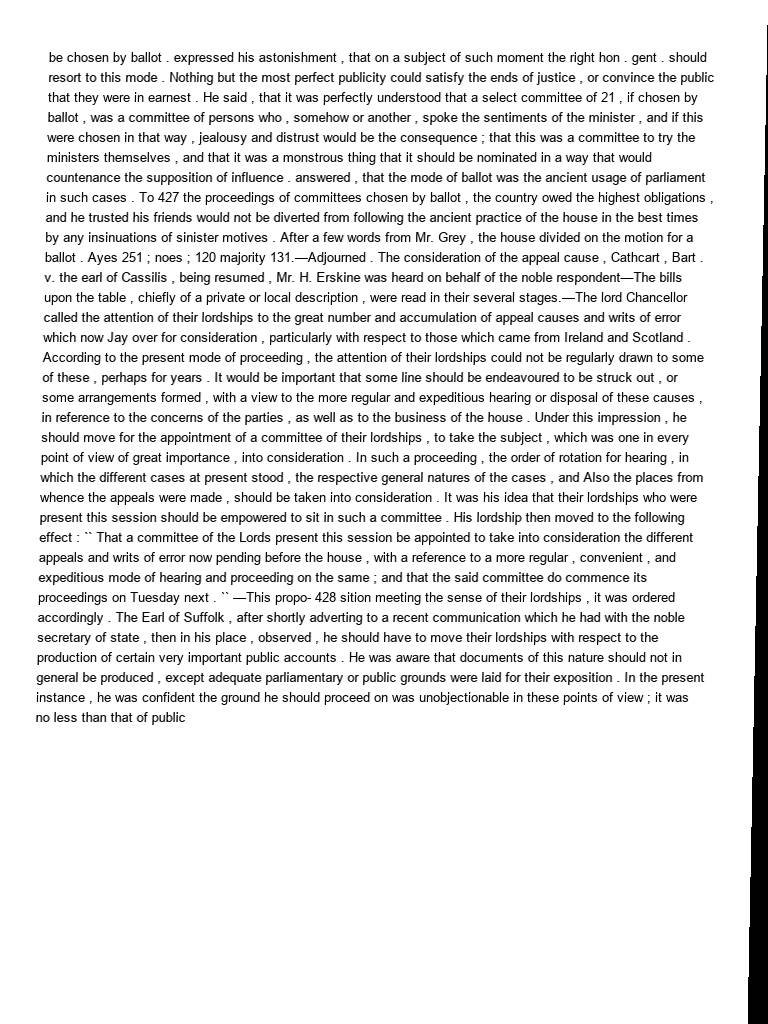 be chosen by ballot . expressed his astonishment , that on a subject of such moment the right hon . gent . should
resort to this mode . Nothing but the most perfect publicity could satisfy the ends of justice , or convince the public
that they were in earnest . He said , that it was perfectly understood that a select committee of 21 , if chosen by
ballot , was a committee of persons who , somehow or another , spoke the sentiments of the minister , and if this
were chosen in that way , jealousy and distrust would be the consequence ; that this was a committee to try the
ministers themselves , and that it was a monstrous thing that it should be nominated in a way that would
countenance the supposition of influence . answered , that the mode of ballot was the ancient usage of parliament
in such cases . To 427 the proceedings of committees chosen by ballot , the country owed the highest obligations ,
and he trusted his friends would not be diverted from following the ancient practice of the house in the best times
by any insinuations of sinister motives . After a few words from Mr. Grey , the house divided on the motion for a
ballot . Ayes 251 ; noes ; 120 majority 131.—Adjourned . The consideration of the appeal cause , Cathcart , Bart .
v. the earl of Cassilis , being resumed , Mr. H. Erskine was heard on behalf of the noble respondent—The bills
upon the table , chiefly of a private or local description , were read in their several stages.—The lord Chancellor
called the attention of their lordships to the great number and accumulation of appeal causes and writs of error
which now Jay over for consideration , particularly with respect to those which came from Ireland and Scotland .
According to the present mode of proceeding , the attention of their lordships could not be regularly drawn to some
of these , perhaps for years . It would be important that some line should be endeavoured to be struck out , or
some arrangements formed , with a view to the more regular and expeditious hearing or disposal of these causes ,
in reference to the concerns of the parties , as well as to the business of the house . Under this impression , he
should move for the appointment of a committee of their lordships , to take the subject , which was one in every
point of view of great importance , into consideration . In such a proceeding , the order of rotation for hearing , in
which the different cases at present stood , the respective general natures of the cases , and Also the places from
whence the appeals were made , should be taken into consideration . It was his idea that their lordships who were
present this session should be empowered to sit in such a committee . His lordship then moved to the following
effect : `` That a committee of the Lords present this session be appointed to take into consideration the different
appeals and writs of error now pending before the house , with a reference to a more regular , convenient , and
expeditious mode of hearing and proceeding on the same ; and that the said committee do commence its
proceedings on Tuesday next . `` —This propo- 428 sition meeting the sense of their lordships , it was ordered
accordingly . The Earl of Suffolk , after shortly adverting to a recent communication which he had with the noble
secretary of state , then in his place , observed , he should have to move their lordships with respect to the
production of certain very important public accounts . He was aware that documents of this nature should not in
general be produced , except adequate parliamentary or public grounds were laid for their exposition . In the present
instance , he was confident the ground he should proceed on was unobjectionable in these points of view ; it was
no less than that of public